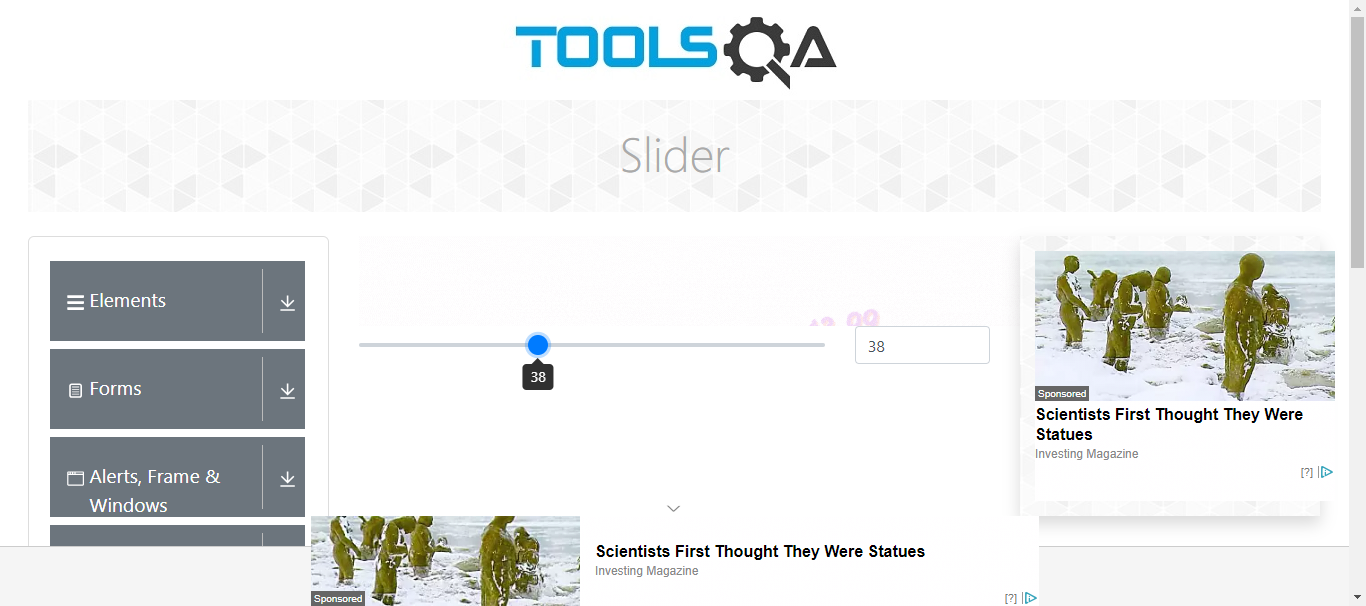 TOOLSQA
Slider
Elements
Forms
Alerts, Frame &
Windows
38
38
Sponsored
Scientists First Thought They Were
Statues
Investing Magazine
[?]
Sponsored
Scientists First Thought They Were Statues
Investing Magazine
[?]